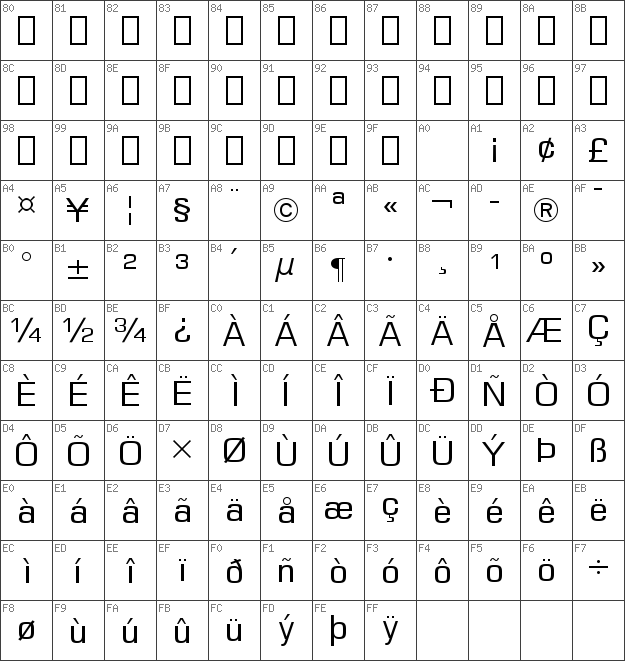 80 81 82 83 84 85 86 87 88 89 8A 8B
8C 8D 8E 8F 90 91 92 93 94 95 96 97
98 99 9A 9B 9C 9D 9E 9F A0 A1 A2 A3
¡ ¢ £
A4 A5 A6 A7 A8 A9 AA AB AC AD AE AF
¤ ¥ ¦ § ¨ © ª « ¬ - ® ¯
B0 B1 B2 B3 B4 B5 B6 B7 B8 B9 BA BB
° ± ² ³ ´ µ ¶ · ¸ ¹ º »
BC BD BE BF C0 C1 C2 C3 C4 C5 C6 C7
¼ ½ ¾ ¿ À Á Â Ã Ä Å Æ Ç
C8 C9 CA CB CC CD CE CF D0 D1 D2 D3
È É Ê Ë Ì Í Î Ï Ð Ñ Ò Ó
D4 D5 D6 D7 D8 D9 DA DB DC DD DE DF
Ô Õ Ö × Ø Ù Ú Û Ü Ý Þ ß
E0 E1 E2 E3 E4 E5 E6 E7 E8 E9 EA EB
à á â ã ä å æ ç è é ê ë
EC ED EE EF F0 F1 F2 F3 F4 F5 F6 F7
ì í î ï ð ñ ò ó ô õ ö ÷
F8 F9 FA FB FC FD FE FF
ø ù ú û ü ý þ ÿ